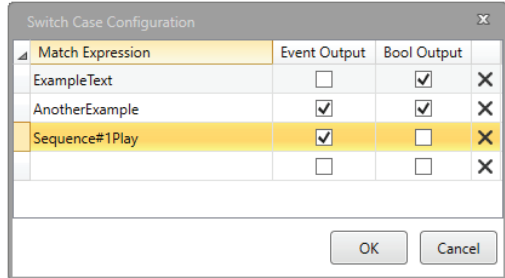 Switch Case Configuration
Match Expression Event Output Bool Output
ExampleText
AnotherExample
Sequence#1Play
OK Cancel